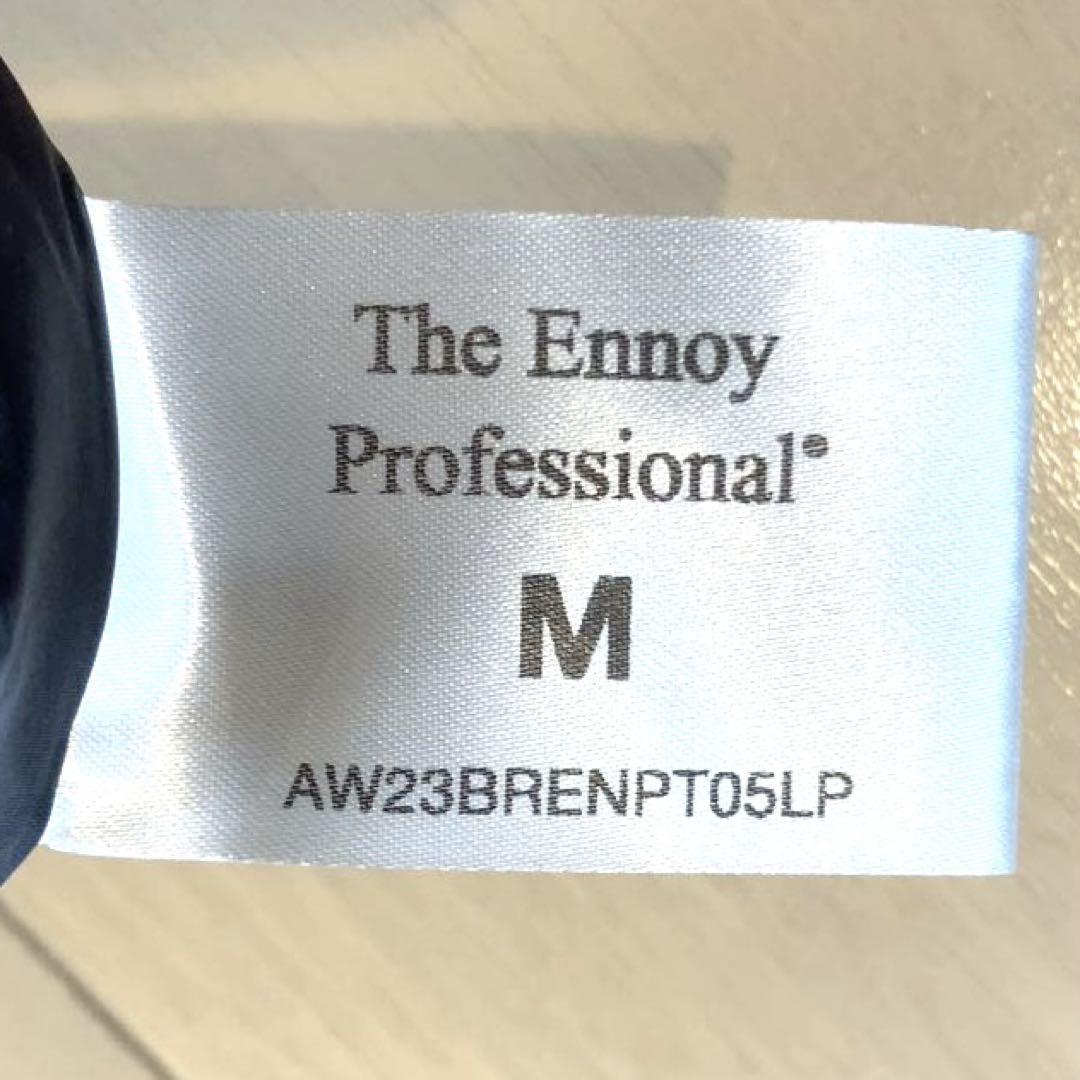 The Ennoy
Professional®
M
AW23BRENPT05LP